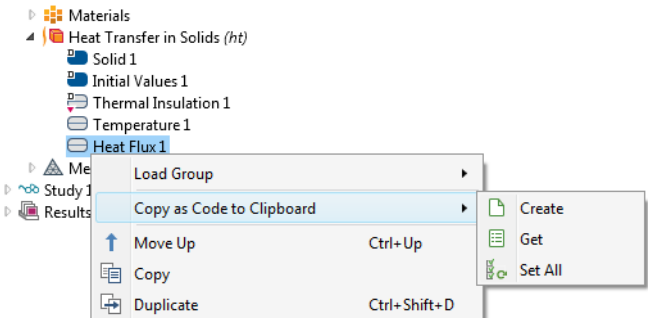 Materials
Heat Transfer in Solids (ht)
Solid 1
Initial Values 1
Thermal Insulation 1
Temperature 1
Heat Flux 1
Me
Study 1
Results
Load Group
Copy as Code to Clipboard
Move Up Ctrl+Up
Copy
Duplicate Ctrl+Shift+D
Create
Get
Set All